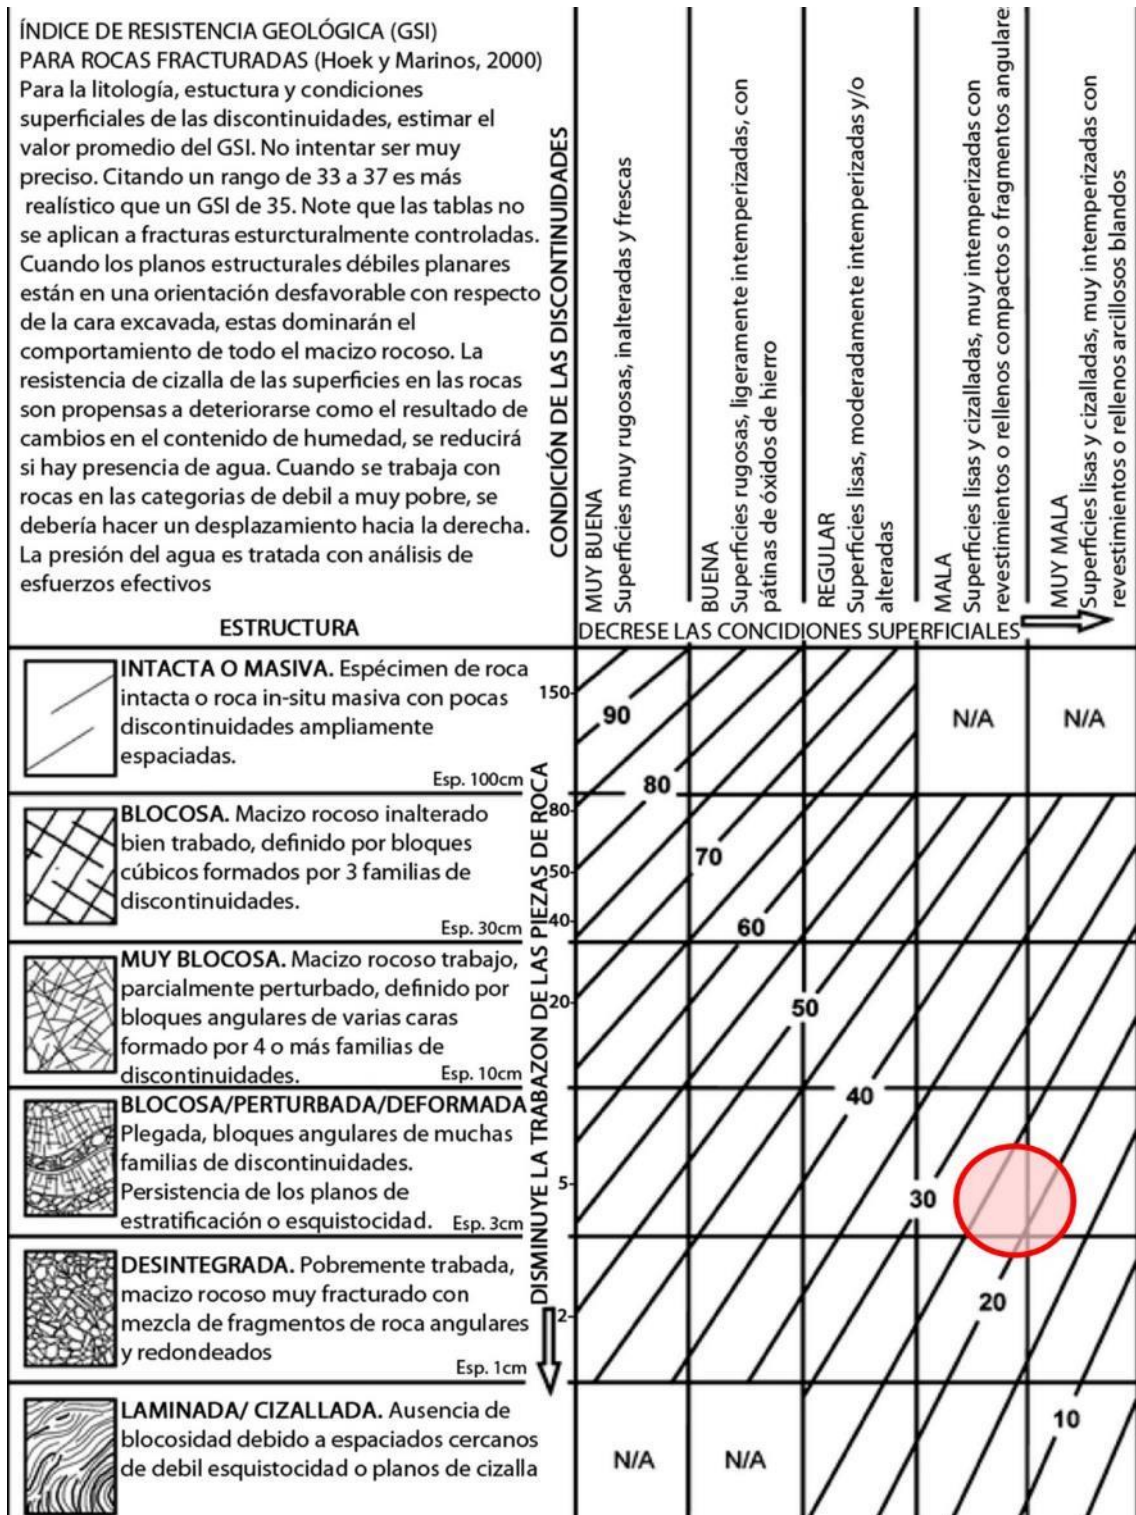 ÍNDICE DE RESISTENCIA GEOLÓGICA (GSI)
PARA ROCAS FRACTURADAS (Hoek y Marinos, 2000)
Para la litología, estuctura y condiciones
superficiales de las discontinuidades, estimar el
valor promedio del GSI. No intentar ser muy
preciso. Citando un rango de 33 a 37 es más
realístico que un GSI de 35. Note que las tablas no
se aplican a fracturas esturcturalmente controladas.
Cuando los planos estructurales débiles planares
están en una orientación desfavorable con respecto
de la cara excavada, estas dominarán el
comportamiento de todo el macizo rocoso. La
resistencia de cizalla de las superficies en las rocas
son propensas a deteriorarse como el resultado de
cambios en el contenido de humedad, se reducirá
si hay presencia de agua. Cuando se trabaja con
rocas en las categorias de debil a muy pobre, se
debería hacer un desplazamiento hacia la derecha.
La presión del agua es tratada con análisis de
esfuerzos efectivos
ESTRUCTURA
CONDICIÓN DE LAS DISCONTINUIDADES
MUY BUENA
Superficies muy rugosas, inalteradas y frescas
BUENA
Superficies rugosas, ligeramente intemperizadas, con
pátinas de óxidos de hierro
REGULAR
Superficies lisas, moderadamente intemperizadas y/o
alteradas
MALA
Superficies lisas y cizalladas, muy intemperizadas con
revestimientos o rellenos compactos o fragmentos angulares
MUY MALA
Superficies lisas y cizalladas, muy intemperizadas con
revestimientos o rellenos arcillosos blandos
DECRESE LAS CONCIDIONES SUPERFICIALES
INTACTA O MASIVA. Espécimen de roca
intacta o roca in-situ masiva con pocas
discontinuidades ampliamente
espaciadas.
Esp. 100cm
BLOCOSA. Macizo rocoso inalterado
bien trabado, definido por bloques
cúbicos formados por 3 familias de
discontinuidades.
Esp. 30cm
MUY BLOCOSA. Macizo rocoso trabajo,
parcialmente perturbado, definido por
bloques angulares de varias caras
formado por 4 o más familias de
discontinuidades.
Esp. 10cm
BLOCOSA/PERTURBADA/DEFORMADA
Plegada, bloques angulares de muchas
familias de discontinuidades.
Persistencia de los planos de
estratificación o esquistocidad.
Esp. 3cm
DESINTEGRADA. Pobremente trabada,
macizo rocoso muy fracturado con
mezcla de fragmentos de roca angulares
y redondeados
Esp. 1cm
LAMINADA/ CIZALLADA. Ausencia de
blocosidad debido a espaciados cercanos
de debil esquistocidad o planos de cizalla
DISMINUYE LA TRABAZON DE LAS PIEZAS DE ROCA
150
80
50
40
20
5
2
90
N/A
N/A
80
70
60
50
40
30
20
10
N/A
N/A